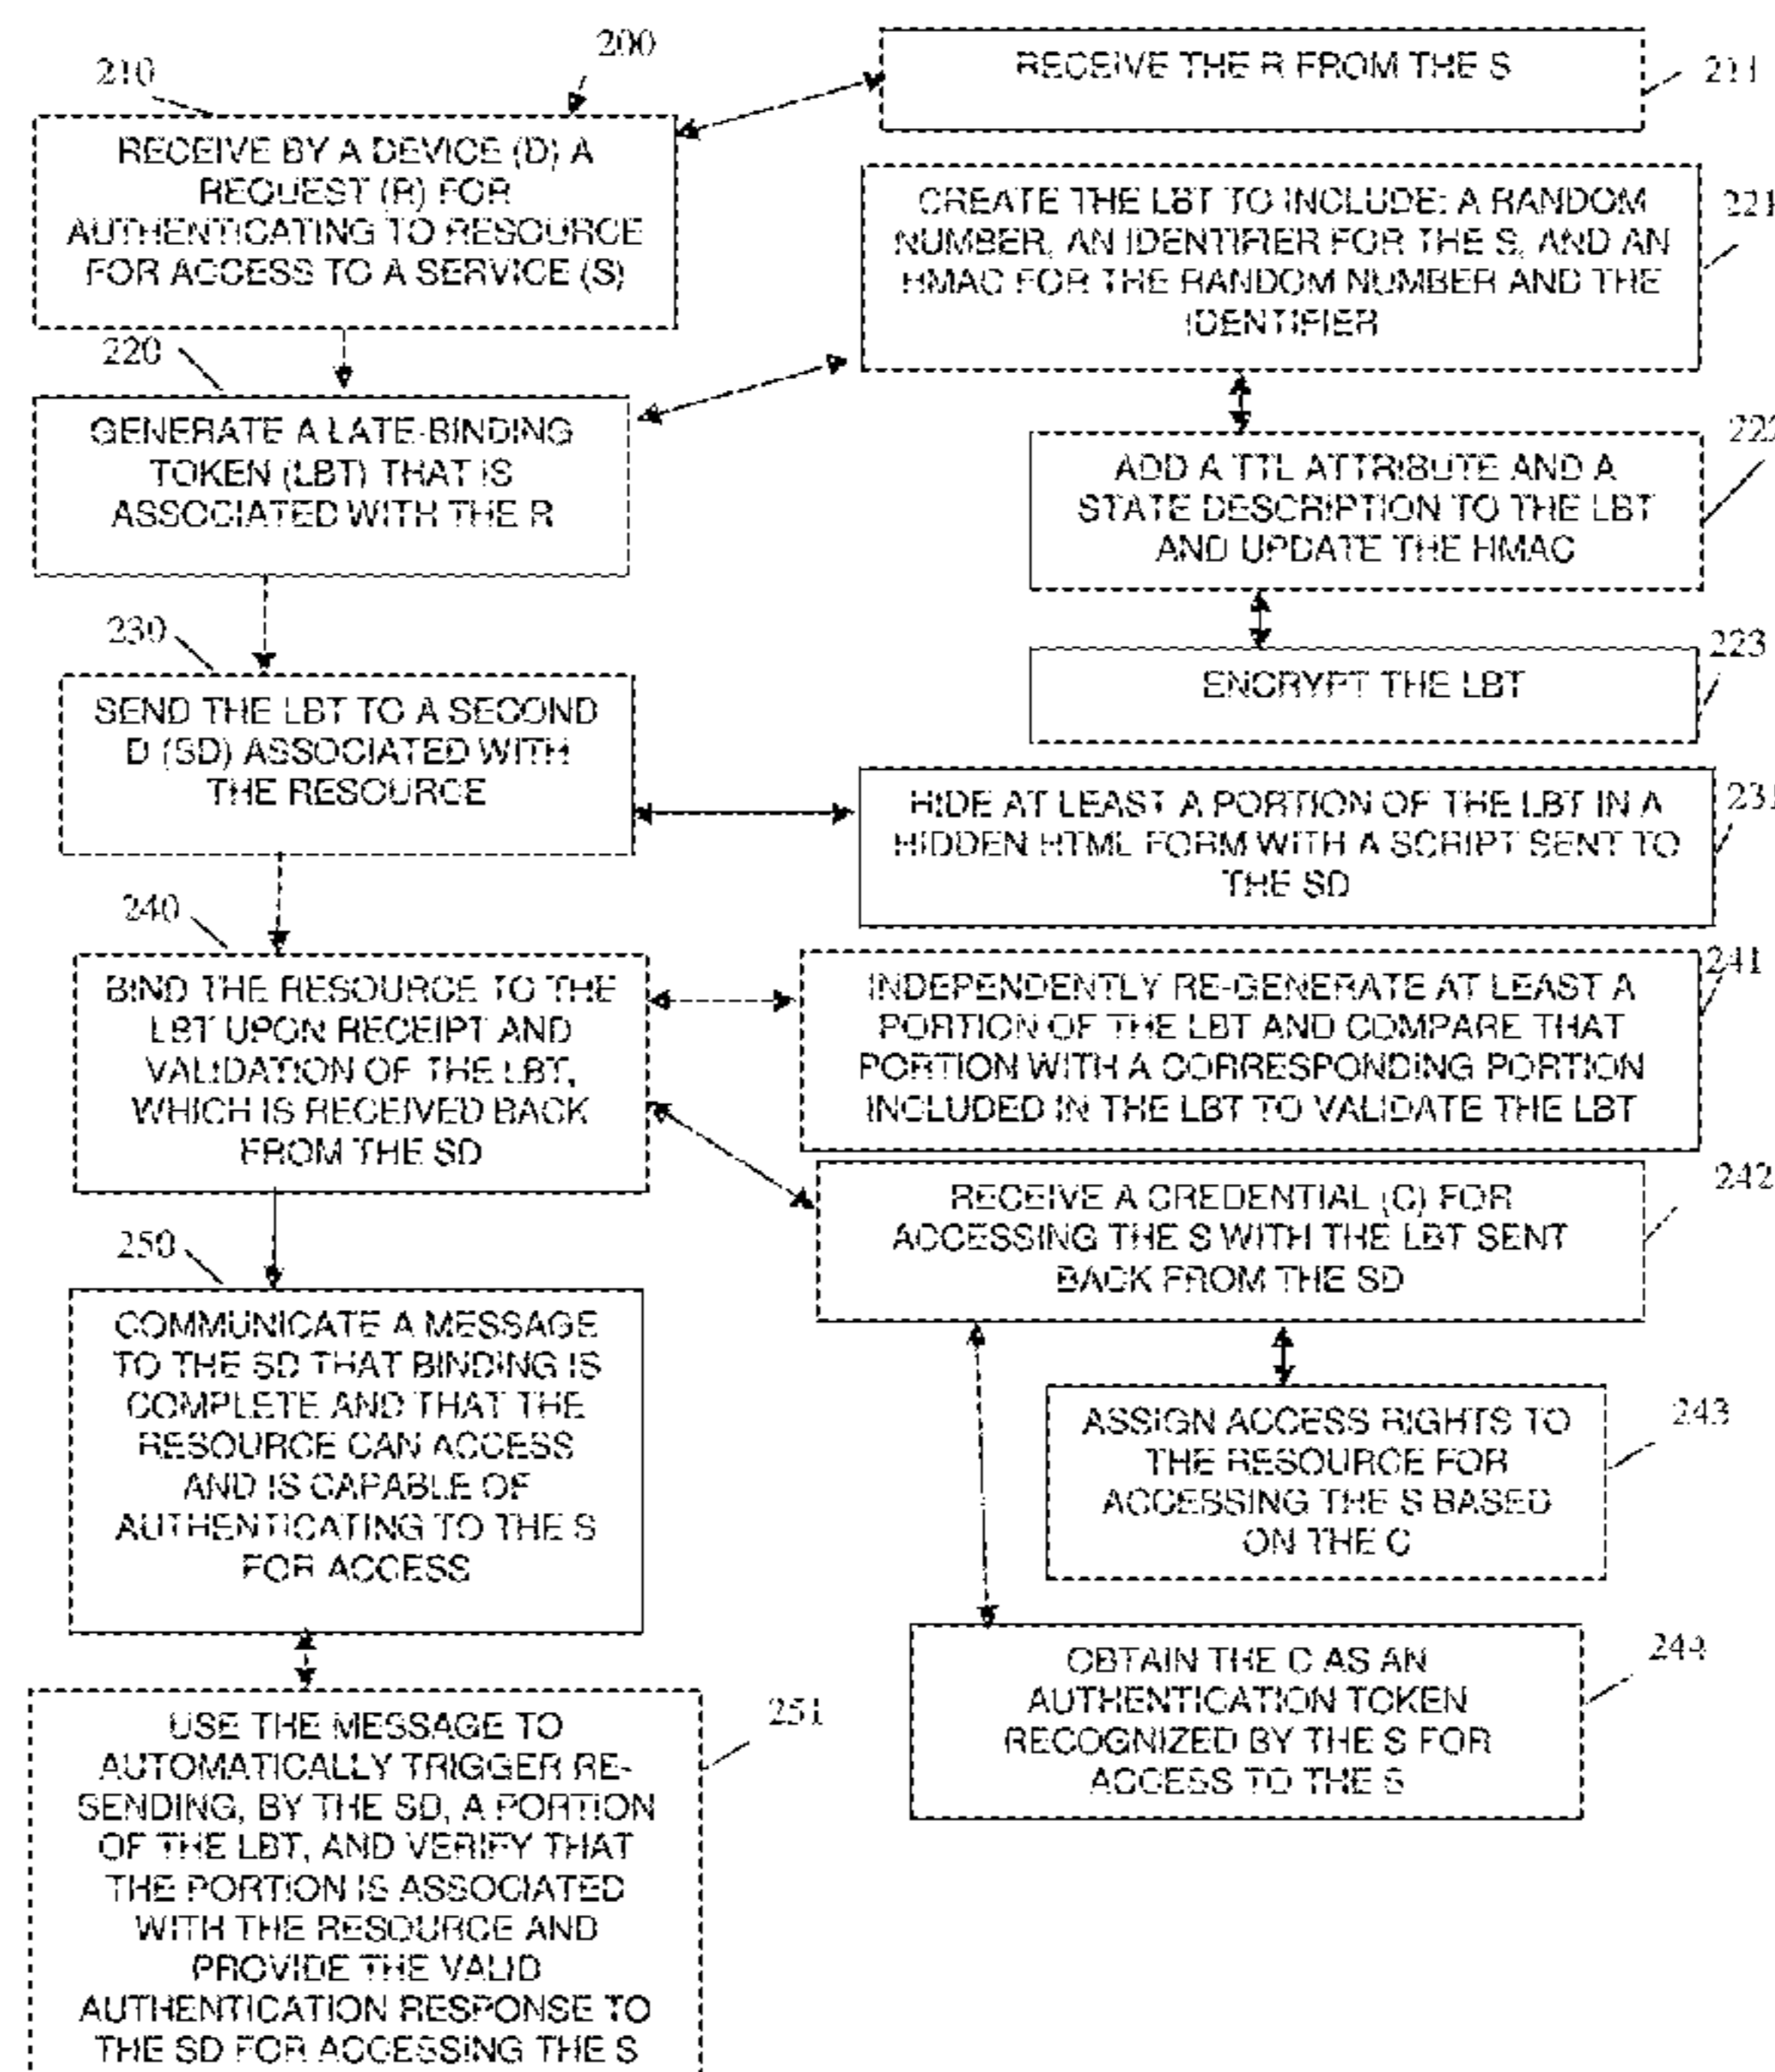 200
210
RECEIVE BY A DEVICE (D) A
REQUEST (R) FOR
AUTHENTICATING TO RESOURCE
FOR ACCESS TO A SERVICE (S)
RECEIVE THE R FROM THE S
211
220
GENERATE A LATE-BINDING
TOKEN (LBT) THAT IS
ASSOCIATED WITH THE R
CREATE THE LBT TO INCLUDE: A RANDOM
NUMBER, AN IDENTIFIER FOR THE S, AND AN
HMAC FOR THE RANDOM NUMBER AND THE
IDENTIFIER
221
ADD A TTL ATTRIBUTE AND A
STATE DESCRIPTION TO THE LBT
AND UPDATE THE HMAC
222
ENCRYPT THE LBT
223
230
SEND THE LBT TO A SECOND
D (SD) ASSOCIATED WITH
THE RESOURCE
HIDE AT LEAST A PORTION OF THE LBT IN A
HIDDEN HTML FORM WITH A SCRIPT SENT TO
THE SD
231
240
BIND THE RESOURCE TO THE
LBT UPON RECEIPT AND
VALIDATION OF THE LBT,
WHICH IS RECEIVED BACK
FROM THE SD
INDEPENDENTLY RE-GENERATE AT LEAST A
PORTION OF THE LBT AND COMPARE THAT
PORTION WITH A CORRESPONDING PORTION
INCLUDED IN THE LBT TO VALIDATE THE LBT
241
RECEIVE A CREDENTIAL (C) FOR
ACCESSING THE S WITH THE LBT SENT
BACK FROM THE SD
242
ASSIGN ACCESS RIGHTS TO
THE RESOURCE FOR
ACCESSING THE S BASED
ON THE C
243
OBTAIN THE C AS AN
AUTHENTICATION TOKEN
RECOGNIZED BY THE S FOR
ACCESS TO THE S
244
250
COMMUNICATE A MESSAGE
TO THE SD THAT BINDING IS
COMPLETE AND THAT THE
RESOURCE CAN ACCESS
AND IS CAPABLE OF
AUTHENTICATING TO THE S
FOR ACCESS
USE THE MESSAGE TO
AUTOMATICALLY TRIGGER RE-
SENDING, BY THE SD, A PORTION
OF THE LBT, AND VERIFY THAT
THE PORTION IS ASSOCIATED
WITH THE RESOURCE AND
PROVIDE THE VALID
AUTHENTICATION RESPONSE TO
THE SD FOR ACCESSING THE S
251